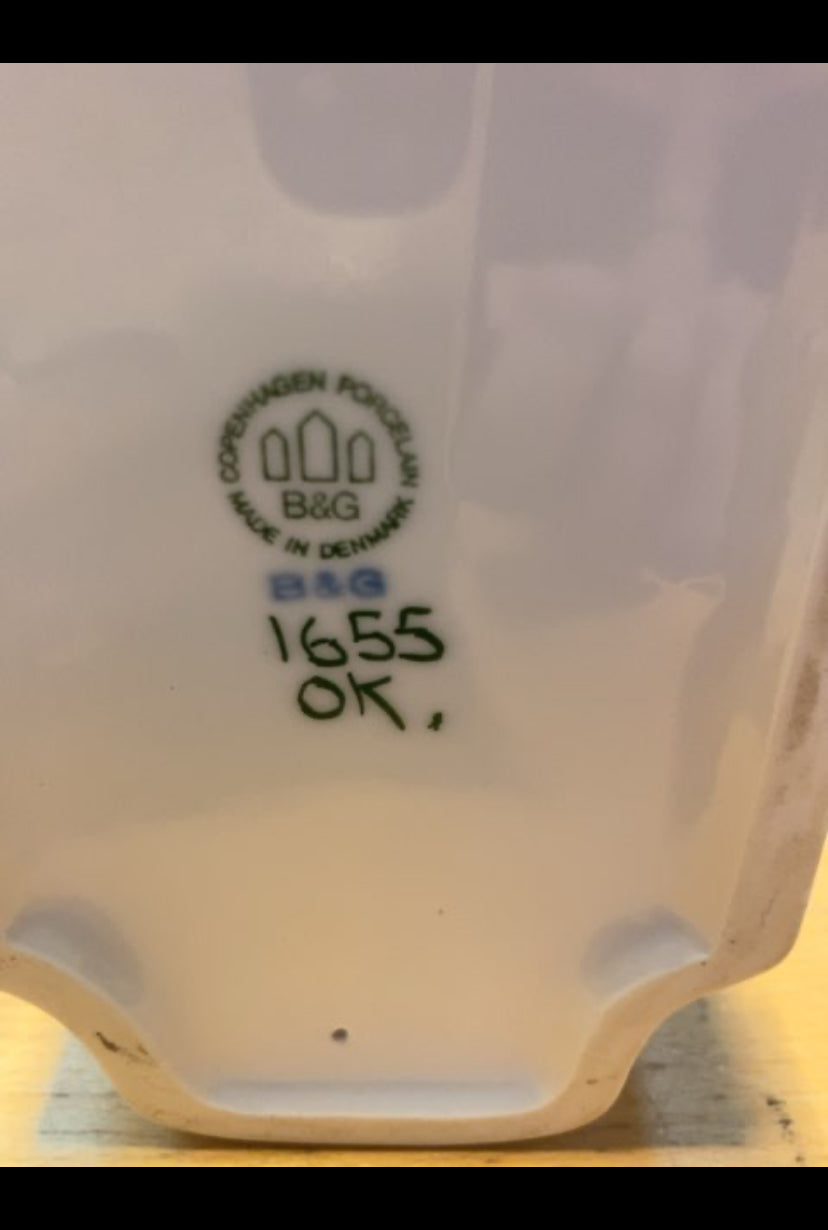 COPENHAGEN PORCELAIN
B&G
MADE IN DENMARK
B&G
1655
OK.